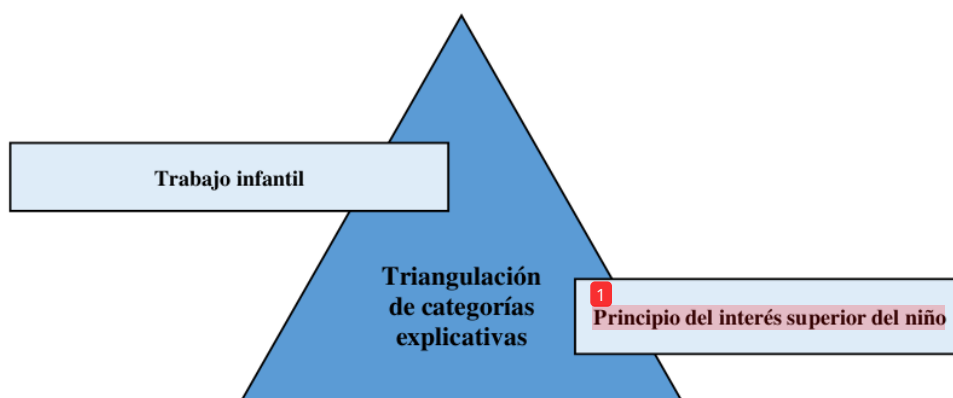 Trabajo infantil
Triangulación
de categorías
explicativas
1
Principio del interés superior del niño